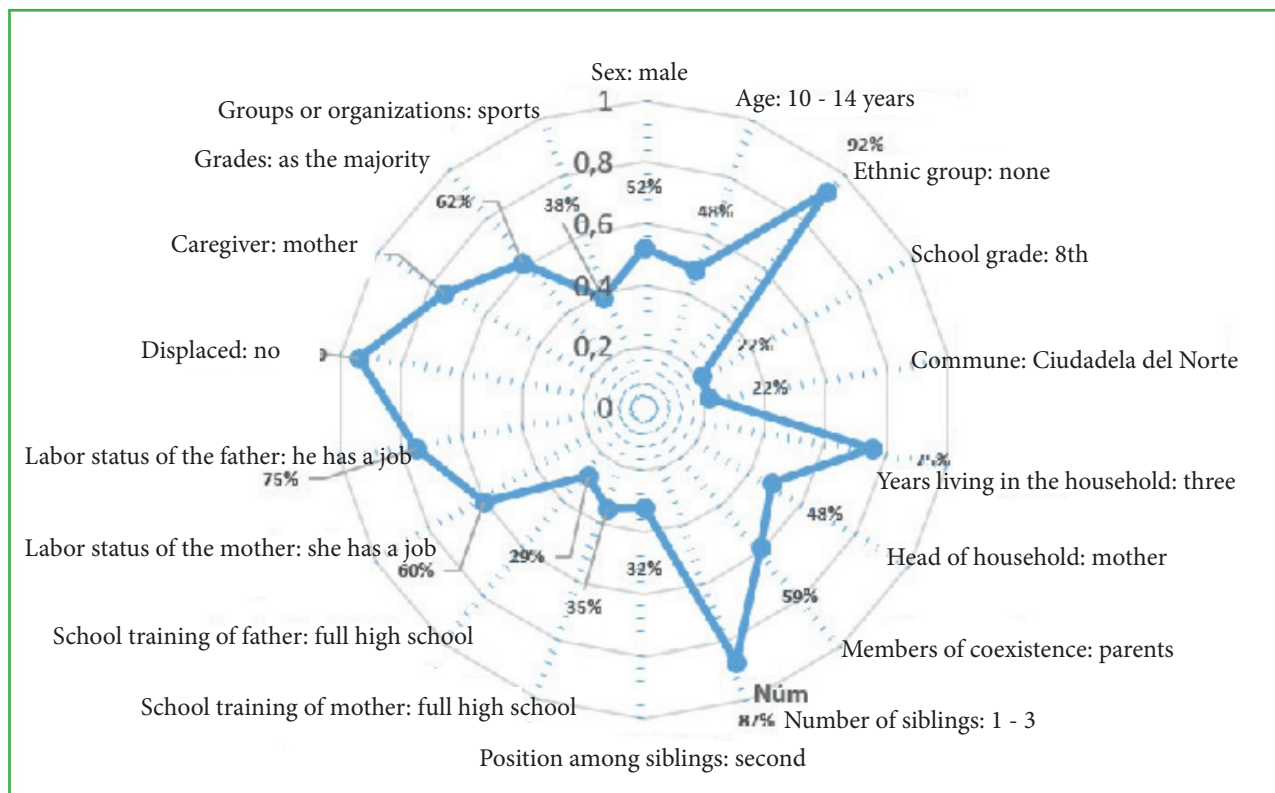 Sex: male
1
Age: 10 - 14 years
Groups or organizations: sports
92%
Grades: as the majority
0,8
Ethnic group: none
52%
62%
38%
48%
0,6
Caregiver: mother
School grade: 8th
0,4
Displaced: no
0,2
22%
Commune: Ciudadela del Norte
22%
0
Labor status of the father: he has a job
75%
Years living in the household: three
48%
Labor status of the mother: she has a job
29%
Head of household: mother
60%
32%
35%
59%
School training of father: full high school
Members of coexistence: parents
Núm
School training of mother: full high school
87%
Number of siblings: 1 - 3
Position among siblings: second